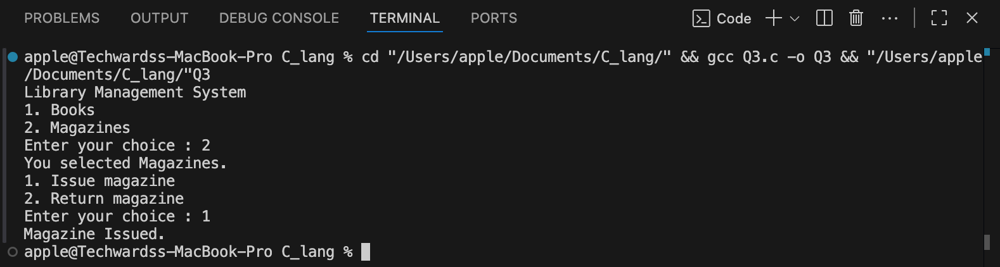 PROBLEMS OUTPUT DEBUG CONSOLE TERMINAL PORTS Code
apple@Techwardss-MacBook-Pro C_lang % cd "/Users/apple/Documents/C_lang/" && gcc Q3.c -o Q3 && "/Users/apple
/Documents/C_lang/"Q3
Library Management System
1. Books
2. Magazines
Enter your choice : 2
You selected Magazines.
1. Issue magazine
2. Return magazine
Enter your choice : 1
Magazine Issued.
apple@Techwardss-MacBook-Pro C_lang %